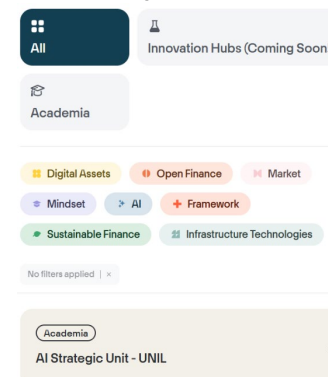 All
Innovation Hubs (Coming Soon
Academia
Digital Assets
Open Finance
Market
Mindset
AI
Framework
Sustainable Finance
Infrastructure Technologies
No filters applied | ×
Academia
AI Strategic Unit - UNIL